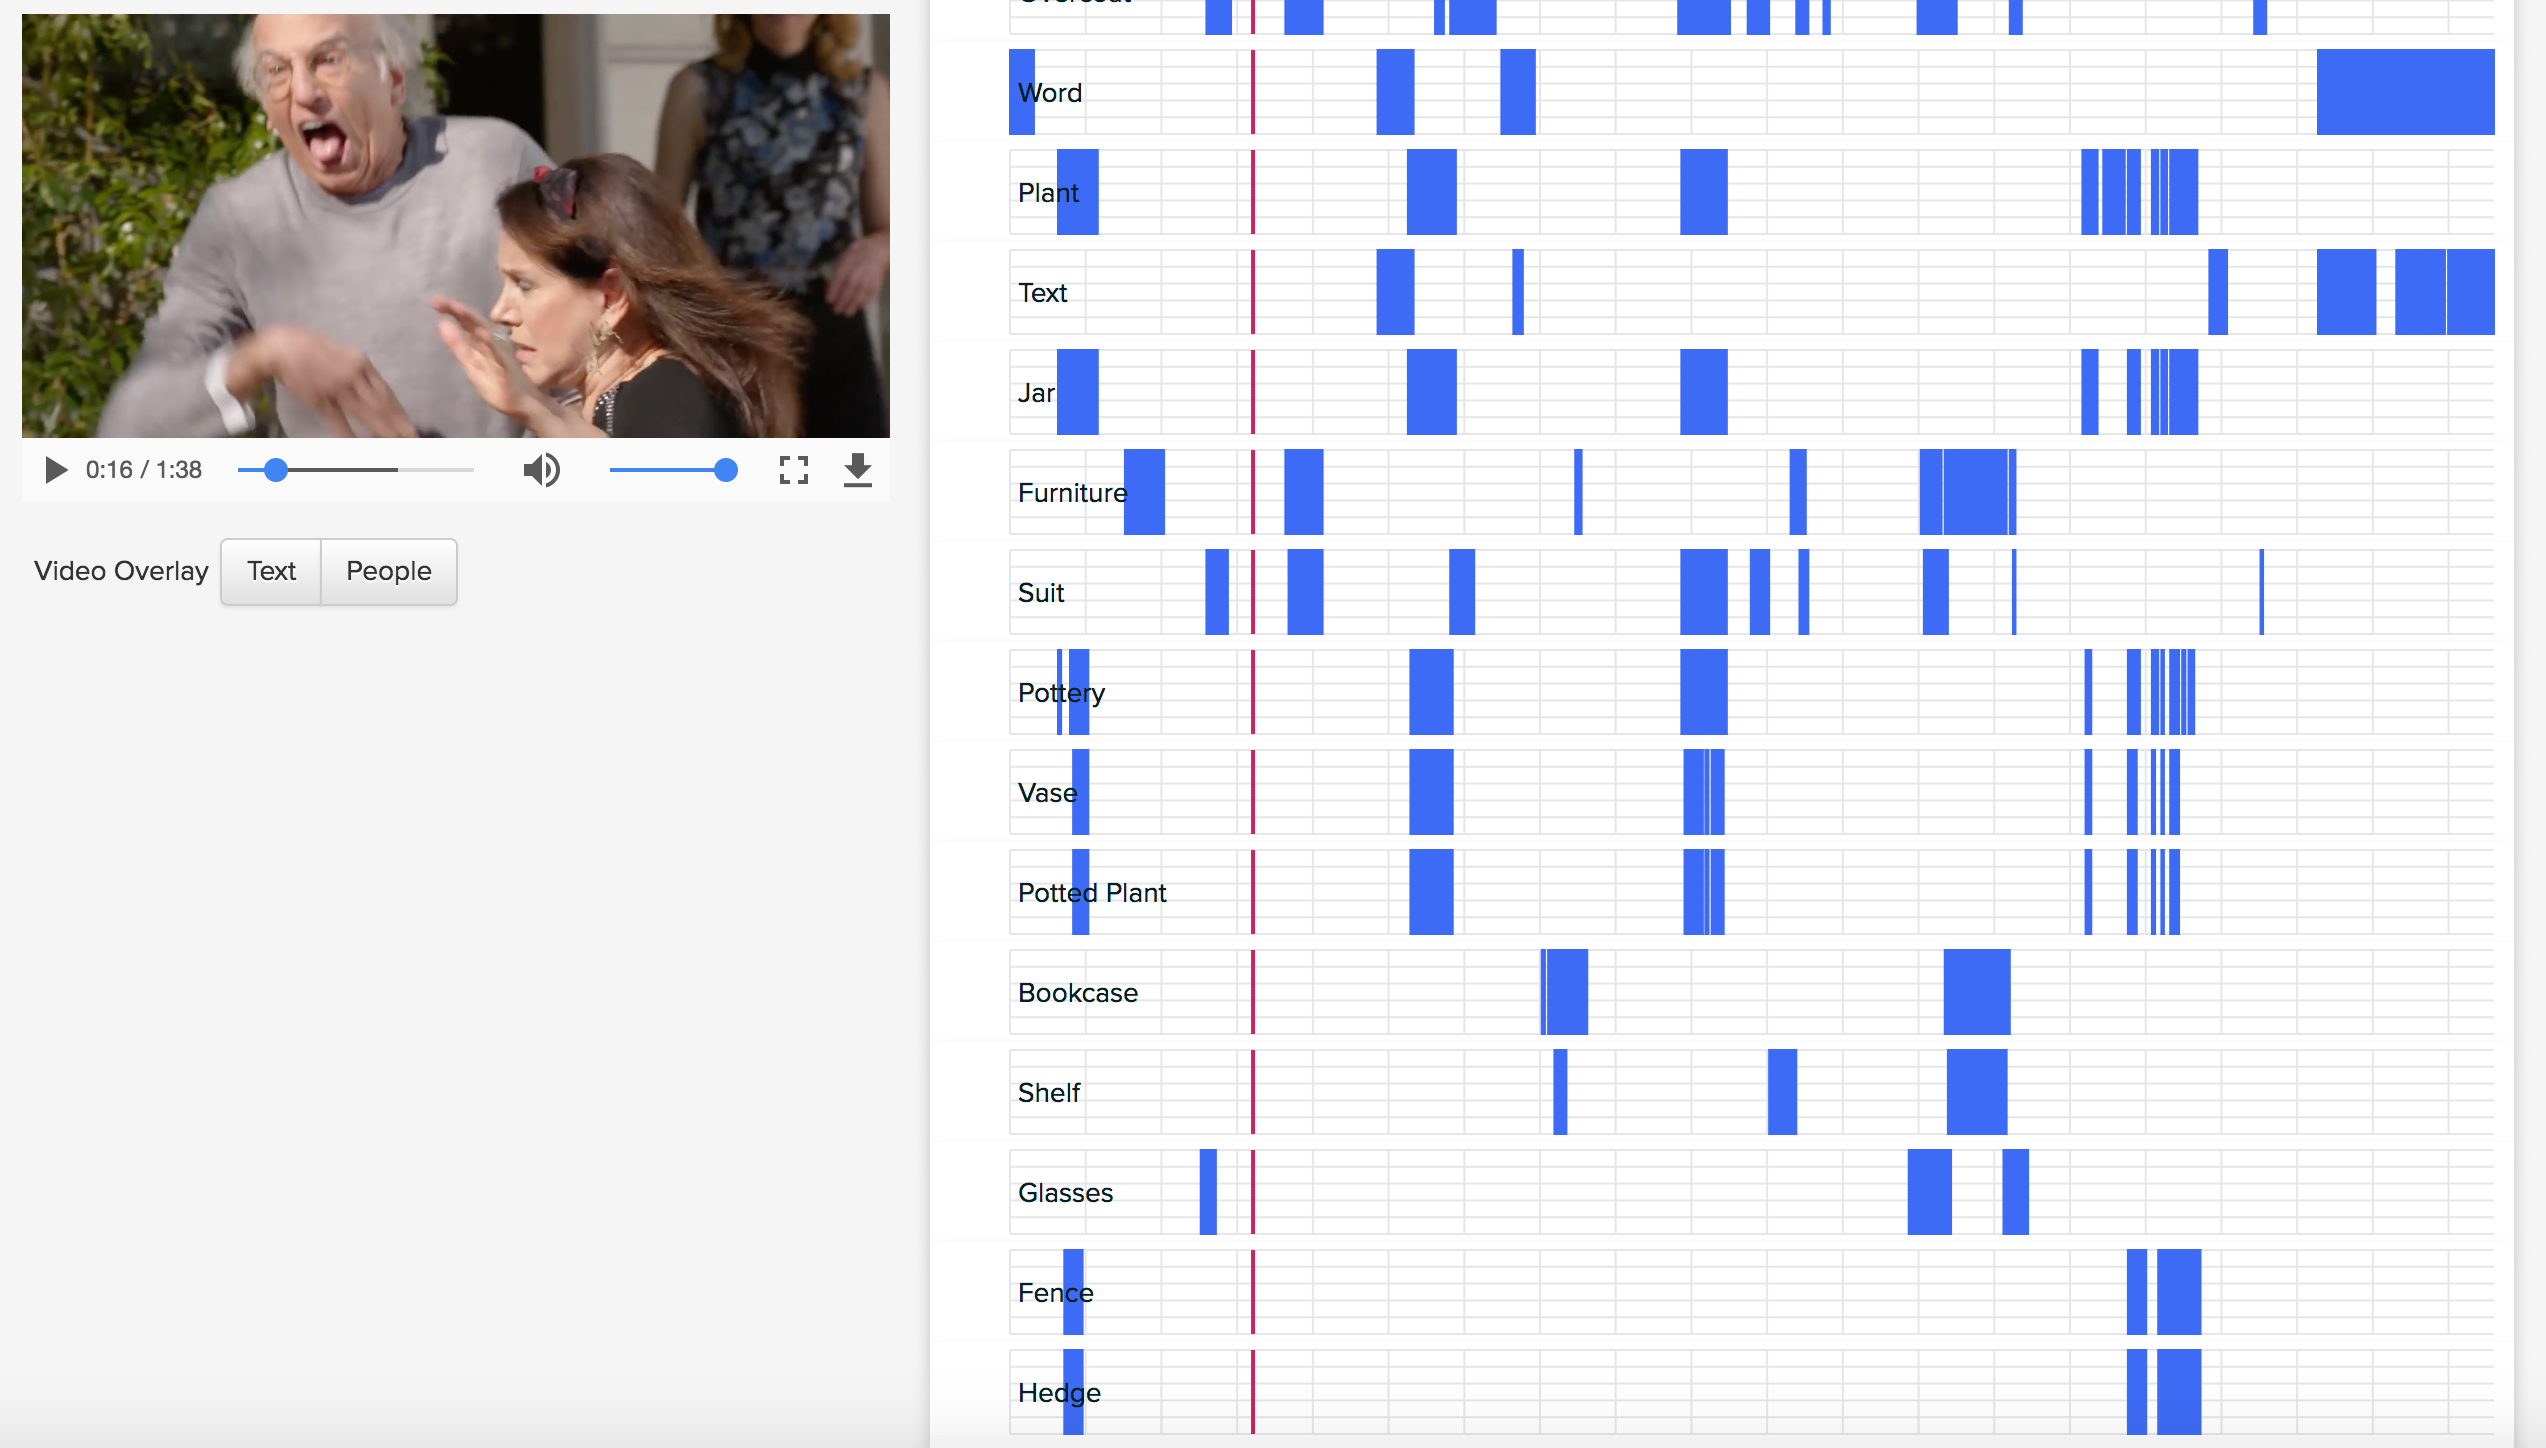 Overcoat
Word
Plant
Text
Jar
0:16 / 1:38
Furniture
Video Overlay
Text
People
Suit
Pottery
Vase
Potted Plant
Bookcase
Shelf
Glasses
Fence
Hedge